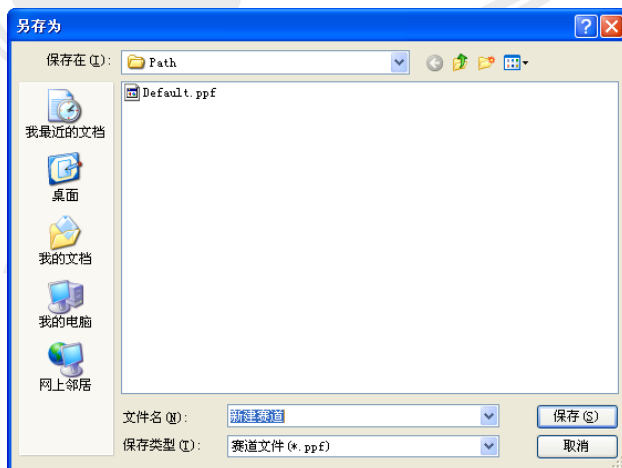 另存为
保存在(I):
Path
Default.ppf
我最近的文档
桌面
我的文档
我的电脑
网上邻居
文件名(N):
新建赛道
保存(S)
保存类型(T):
赛道文件(*.ppf)
取消